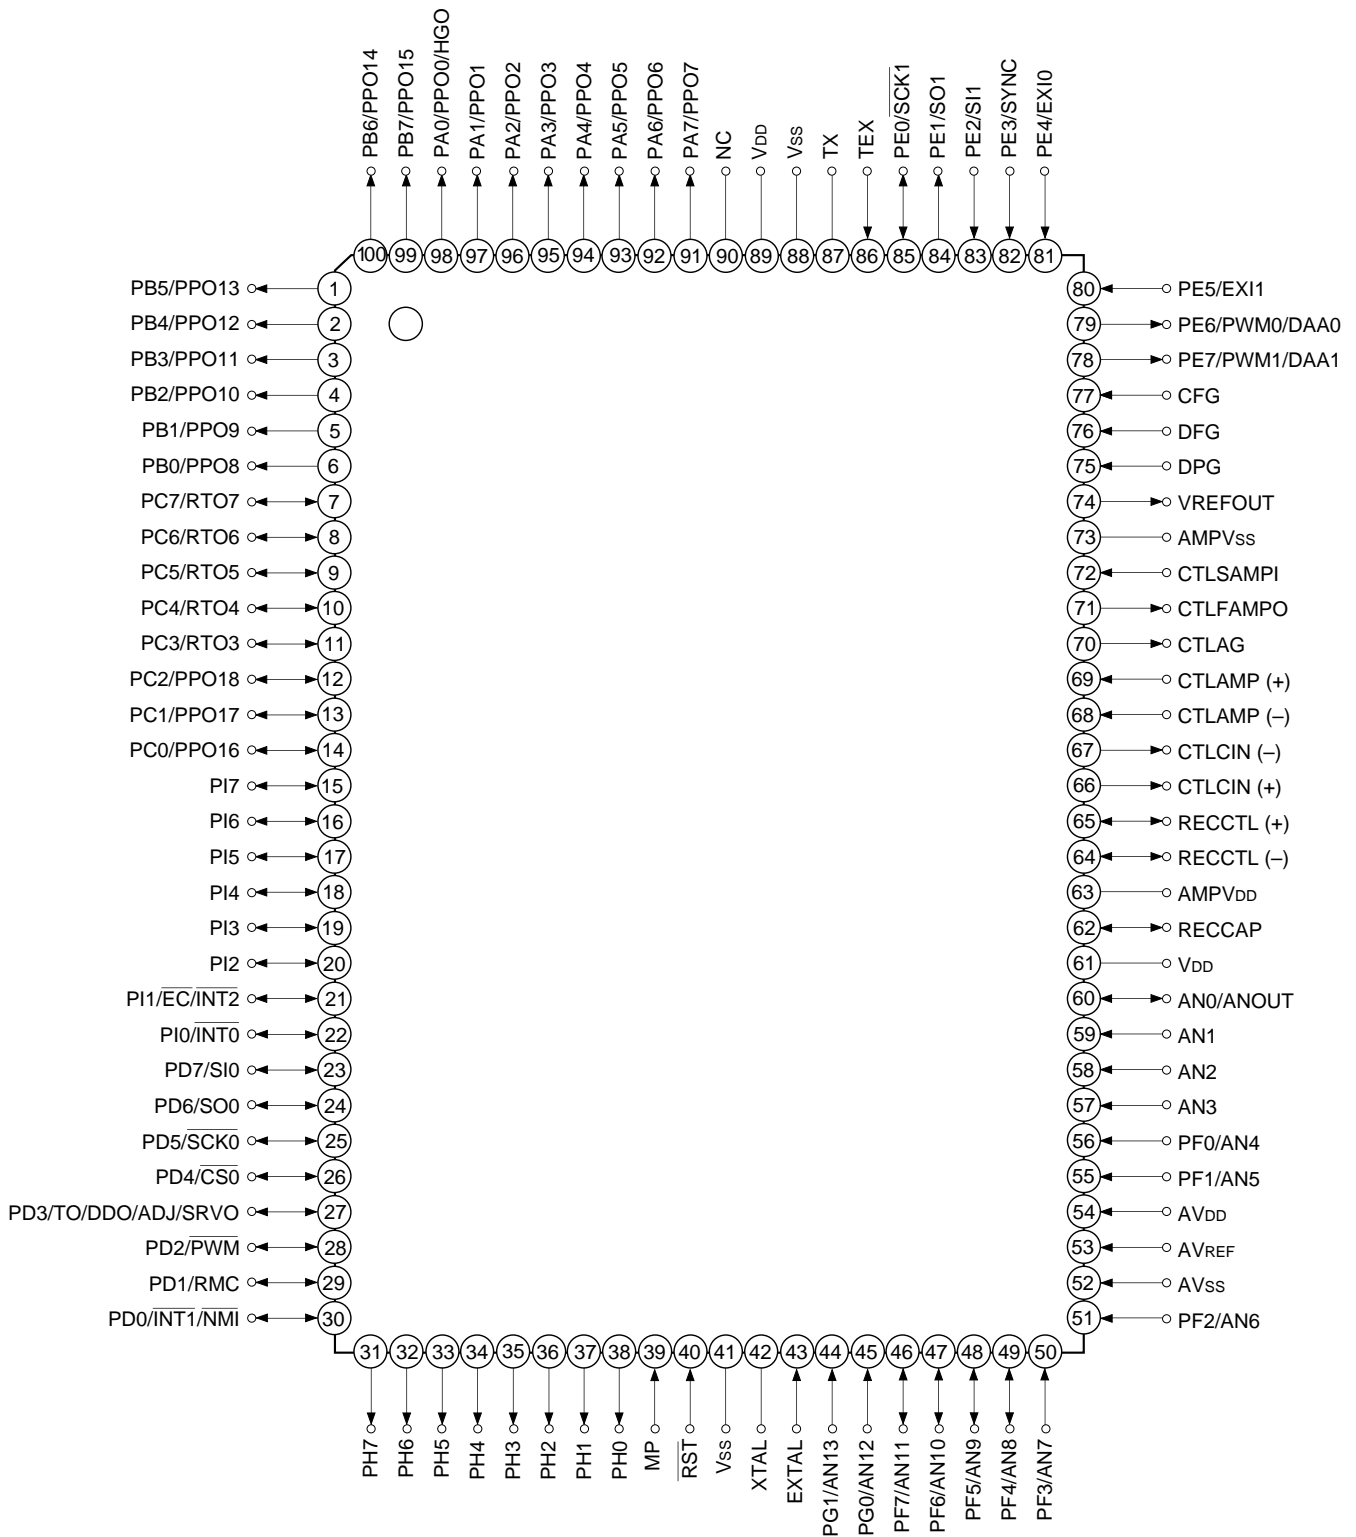 PB6/PPO14
PB7/PPO15
PA0/PPO0/HGO
PA1/PPO1
PA2/PPO2
PA3/PPO3
PA4/PPO4
PA5/PPO5
PA6/PPO6
PA7/PPO7
NC
VDD
VSS
TX
TEX
PE0/SCK1
PE1/SO1
PE2/SI1
PE3/SYNC
PE4/EXI0
100 99 98 97 96 95 94 93 92 91 90 89 88 87 86 85 84 83 82 81
PB5/PPO13 1 80 PE5/EXI1
PB4/PPO12 2 79 PE6/PWM0/DAA0
PB3/PPO11 3 78 PE7/PWM1/DAA1
PB2/PPO10 4 77 CFG
PB1/PPO9 5 76 DFG
PB0/PPO8 6 75 DPG
PC7/RTO7 7 74 VREFOUT
PC6/RTO6 8 73 AMPVSS
PC5/RTO5 9 72 CTLSAMPI
PC4/RTO4 10 71 CTLFAMPO
PC3/RTO3 11 70 CTLAG
PC2/PPO18 12 69 CTLAMP (+)
PC1/PPO17 13 68 CTLAMP (–)
PC0/PPO16 14 67 CTLCIN (–)
PI7 15 66 CTLCIN (+)
PI6 16 65 RECCTL (+)
PI5 17 64 RECCTL (–)
PI4 18 63 AMPVDD
PI3 19 62 RECCAP
PI2 20 61 VDD
PI1/EC/INT2 21 60 AN0/ANOUT
PI0/INT0 22 59 AN1
PD7/SI0 23 58 AN2
PD6/SO0 24 57 AN3
PD5/SCK0 25 56 PF0/AN4
PD4/CS0 26 55 PF1/AN5
PD3/TO/DDO/ADJ/SRVO 27 54 AVDD
PD2/PWM 28 53 AVREF
PD1/RMC 29 52 AVSS
PD0/INT1/NMI 30 51 PF2/AN6
31 32 33 34 35 36 37 38 39 40 41 42 43 44 45 46 47 48 49 50
PH7
PH6
PH5
PH4
PH3
PH2
PH1
PH0
MP
RST
VSS
XTAL
EXTAL
PG1/AN13
PG0/AN12
PF7/AN11
PF6/AN10
PF5/AN9
PF4/AN8
PF3/AN7